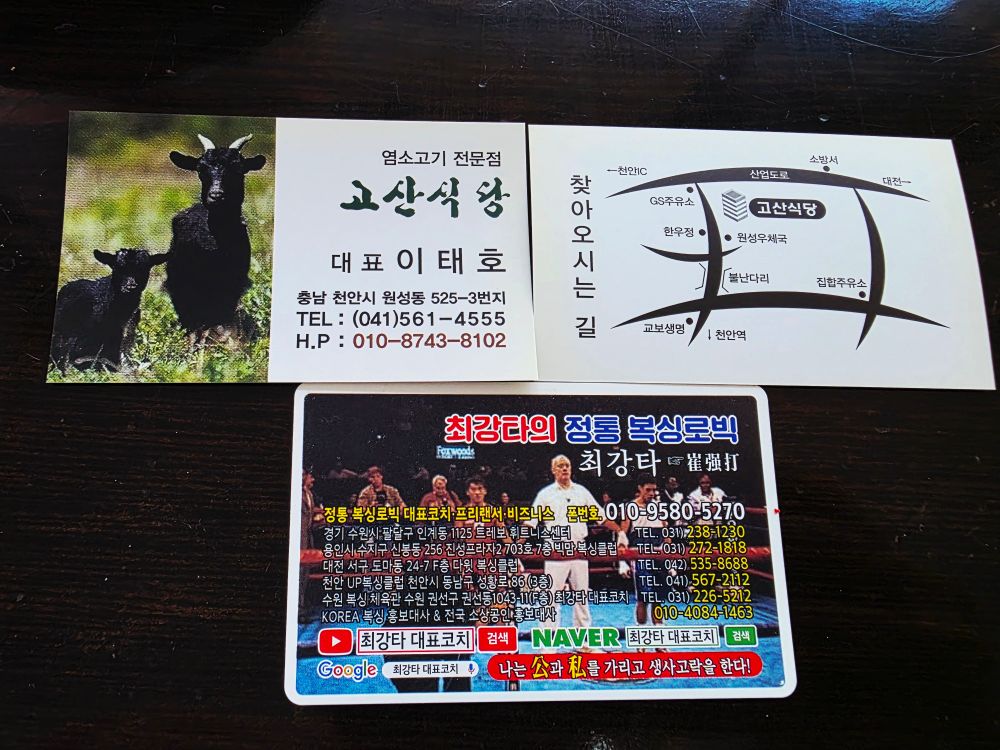 염소고기 전문점
고산식당
대표 이태호
충남 천안시 원성동 525-3번지
TEL : (041)561-4555
H.P : 010-8743-8102
찾아오시는 길
←천안IC
산업도로
소방서
대전→
GS주유소
고산식당
한우정
원성우체국
불난다리
집합주유소
교보생명
↓천안역
최강타의 정통 복싱로빅
최강타 ☞崔強打
Foxwoods
정통 복싱로빅 대표코치 프리랜서 비즈니스 폰번호 010-9580-5270
경기 수원시 팔달구 인계동 1125 트레보 휘트니스센터 TEL. 031) 238-1230
용인시 수지구 신봉동 256 진성프라자2 703호 7층 빅맘 복싱클럽 TEL. 031) 272-1818
대전 서구 도마동 24-7 F층 다윗 복싱클럽 TEL. 042) 535-8688
천안 UP복싱클럽 천안시 동남구 성황로 86 (3층) TEL. 041) 567-2112
수원 복싱 체육관 수원 권선구 권선동1043-11(F층) 최강타 대표코치 TEL. 031) 226-5212
KOREA 복싱 홍보대사 & 전국 소상공인 홍보대사 010-4084-1463
최강타 대표코치 검색 NAVER 최강타 대표코치 검색
Google 최강타 대표코치 나는 公과 私를 가리고 생사고락을 한다!